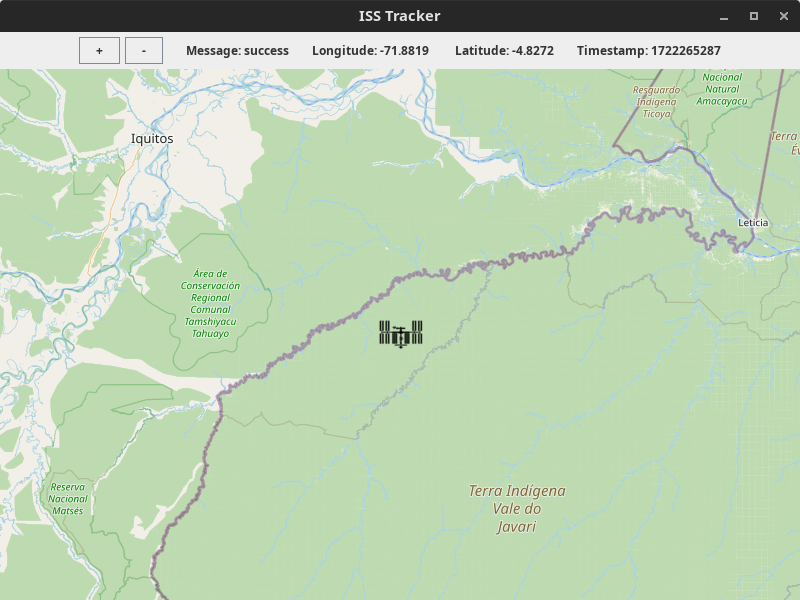 ISS Tracker
+ - Message: success Longitude: -71.8819 Latitude: -4.8272 Timestamp: 1722265287
Nacional
Natural
Amacayacu
Resguardo
Indígena
Ticoya
Terra
Év
Iquitos
Leticia
Área de
Conservación
Regional
Comunal
Tamshiyacu
Tahuayo
Reserva
Nacional
Matsés
Terra Indígena
Vale do
Javari